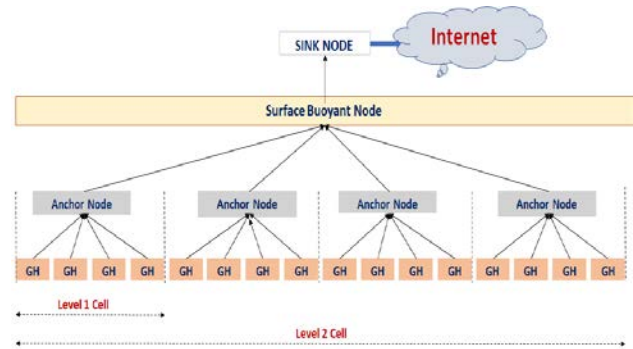 Internet
SINK NODE
Surface Buoyant Node
Anchor Node Anchor Node Anchor Node Anchor Node
GH GH GH GH GH GH GH GH GH GH GH GH GH GH GH GH
Level 1 Cell
Level 2 Cell